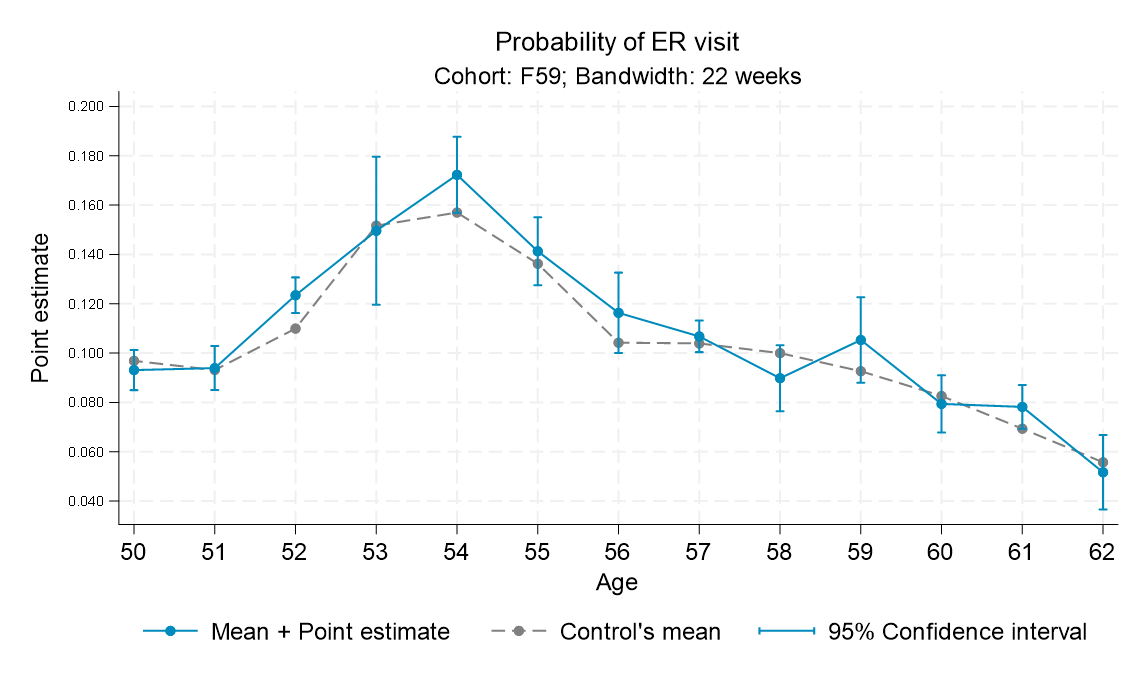 Probability of ER visit
Cohort: F59; Bandwidth: 22 weeks
Point estimate
0.200
0.180
0.160
0.140
0.120
0.100
0.080
0.060
0.040
50 51 52 53 54 55 56 57 58 59 60 61 62
Age
Mean + Point estimate Control's mean 95% Confidence interval